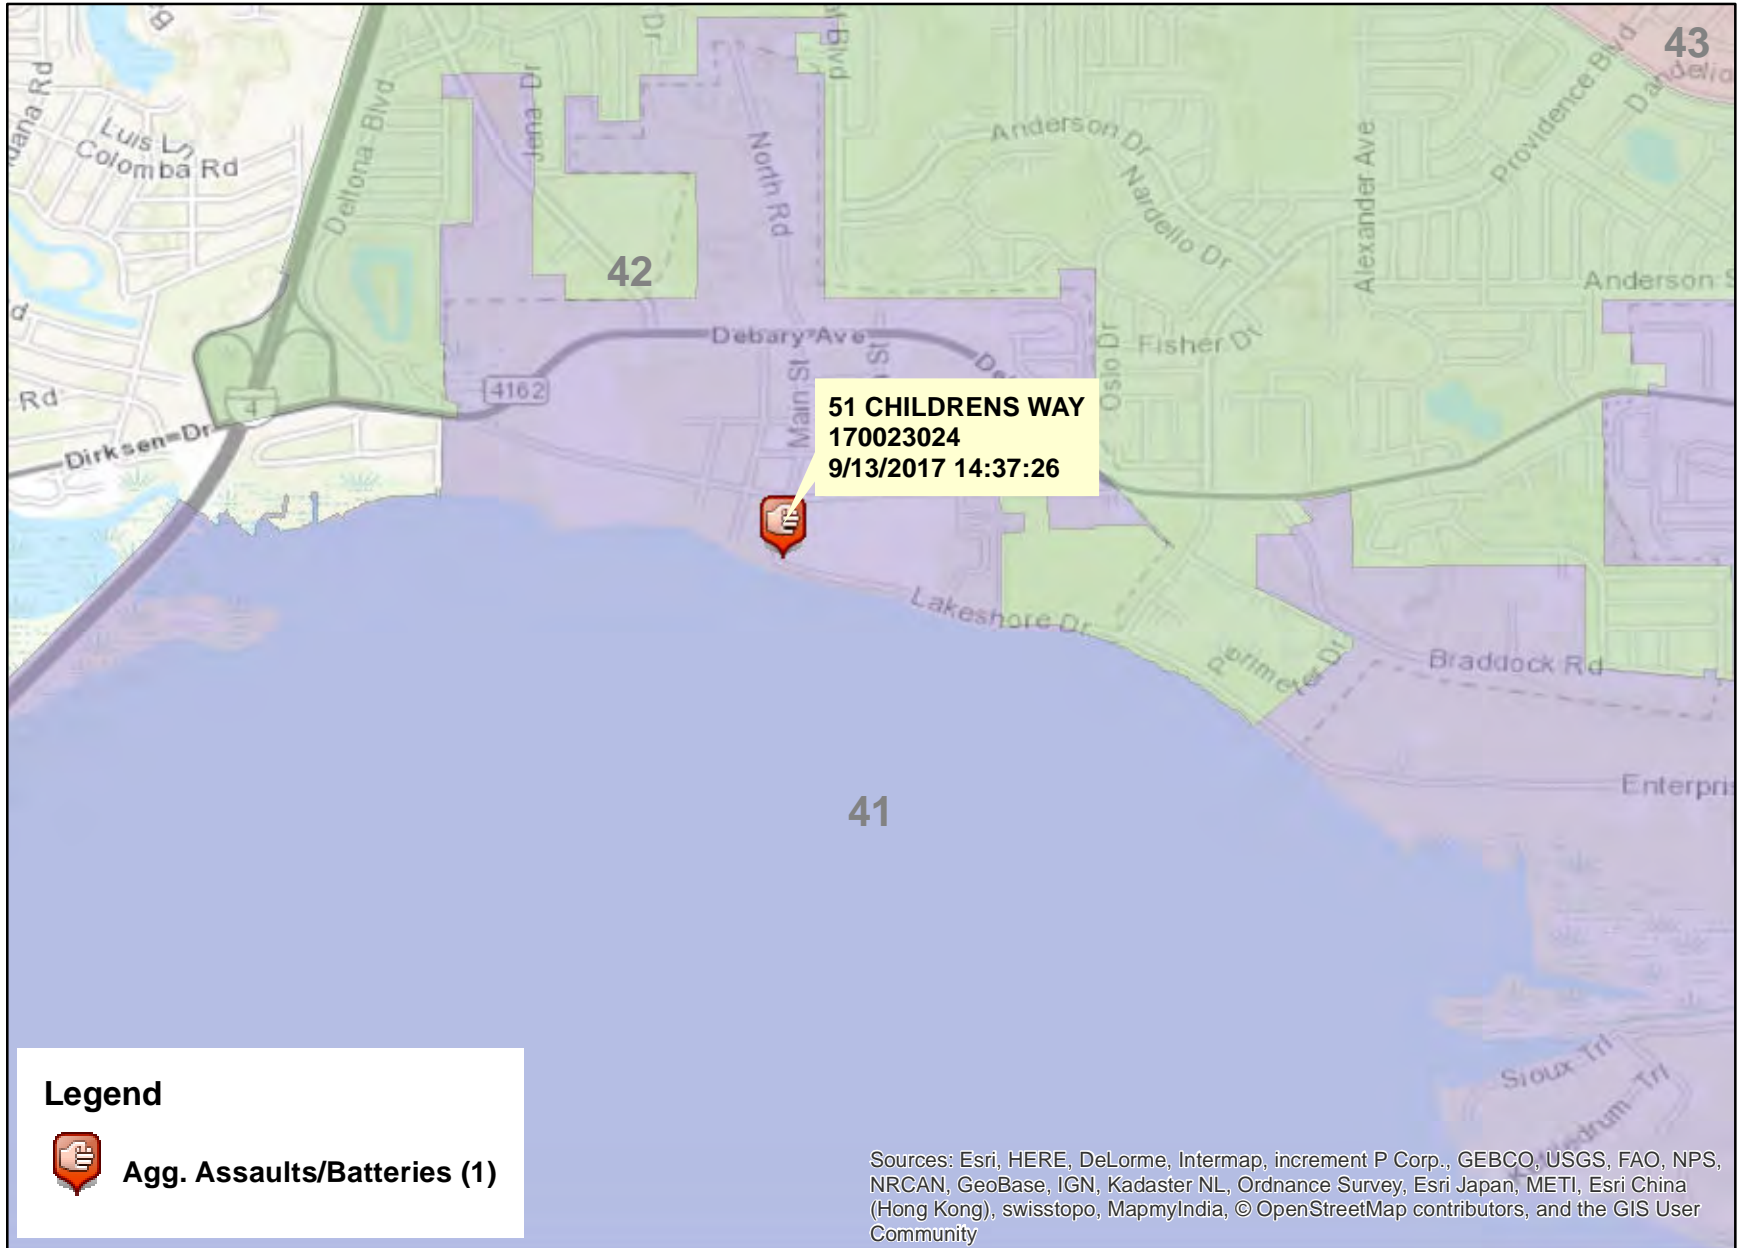 43
Luis Ln
Colomba Rd
Deltona Blvd
Jena Dr
Dr
Blvd
North Rd
Anderson Dr
Nardello Dr
Alexander Ave
Providence Blvd
42
Debary Ave
Main St
St
Oslo Dr
Fisher Dr
Rd
4162
4
Dirksen Dr
51 CHILDRENS WAY
170023024
9/13/2017 14:37:26
Lakeshore Dr
Perimeter Dr
Braddock Rd
41
Sioux Trl
Trl
Legend
Agg. Assaults/Batteries (1)
Sources: Esri, HERE, DeLorme, Intermap, increment P Corp., GEBCO, USGS, FAO, NPS,
NRCAN, GeoBase, IGN, Kadaster NL, Ordnance Survey, Esri Japan, METI, Esri China
(Hong Kong), swisstopo, MapmyIndia, © OpenStreetMap contributors, and the GIS User
Community